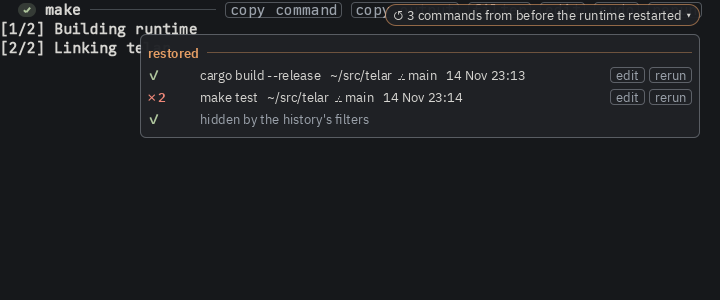 make copy command copy
↺ 3 commands from before the runtime restarted ▾
[1/2] Building runtime
[2/2] Linking te
restored
✓ cargo build --release ~/src/telar ⎇ main 14 Nov 23:13 edit rerun
✕ 2 make test ~/src/telar ⎇ main 14 Nov 23:14 edit rerun
✓ hidden by the history's filters